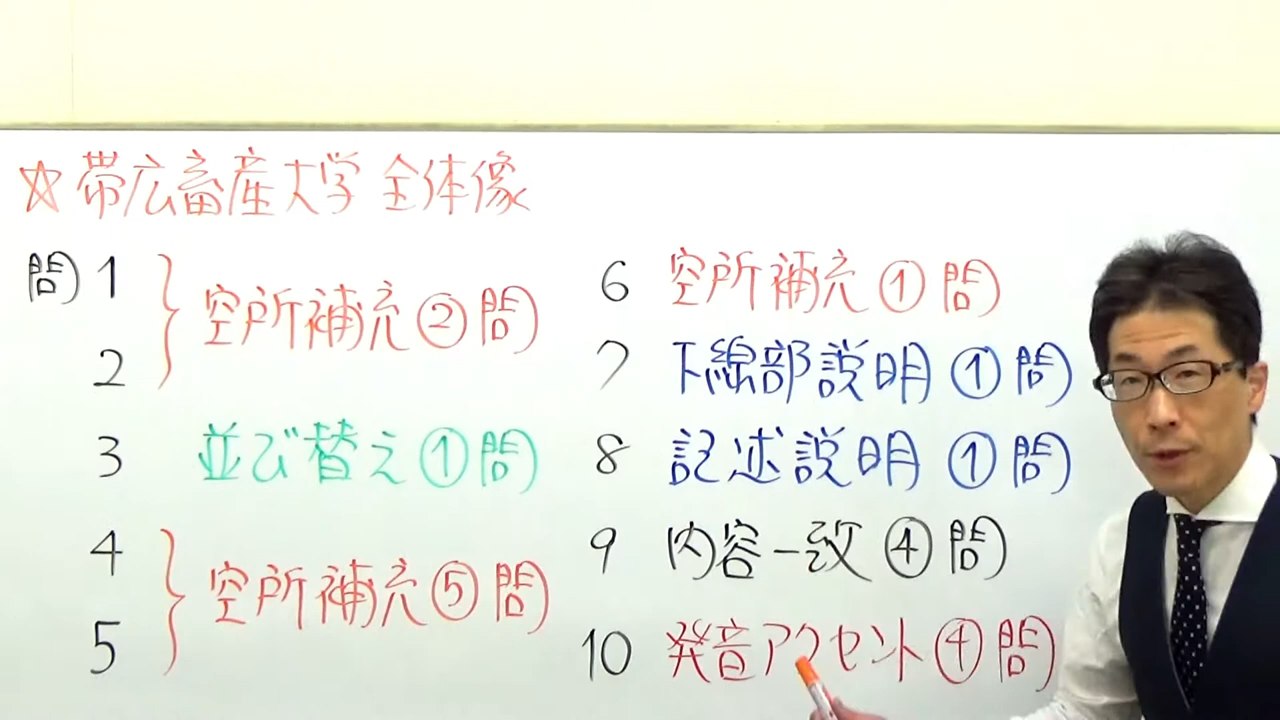 ☆帯広畜産大学 全体像
問) 1
2
空所補充②問)
3 並び替え①問)
4
5
空所補充⑤問)
6 空所補充①問)
7 下線部説明①問)
8 記述説明①問)
9 内容一致④問)
10 発音アクセント④問)